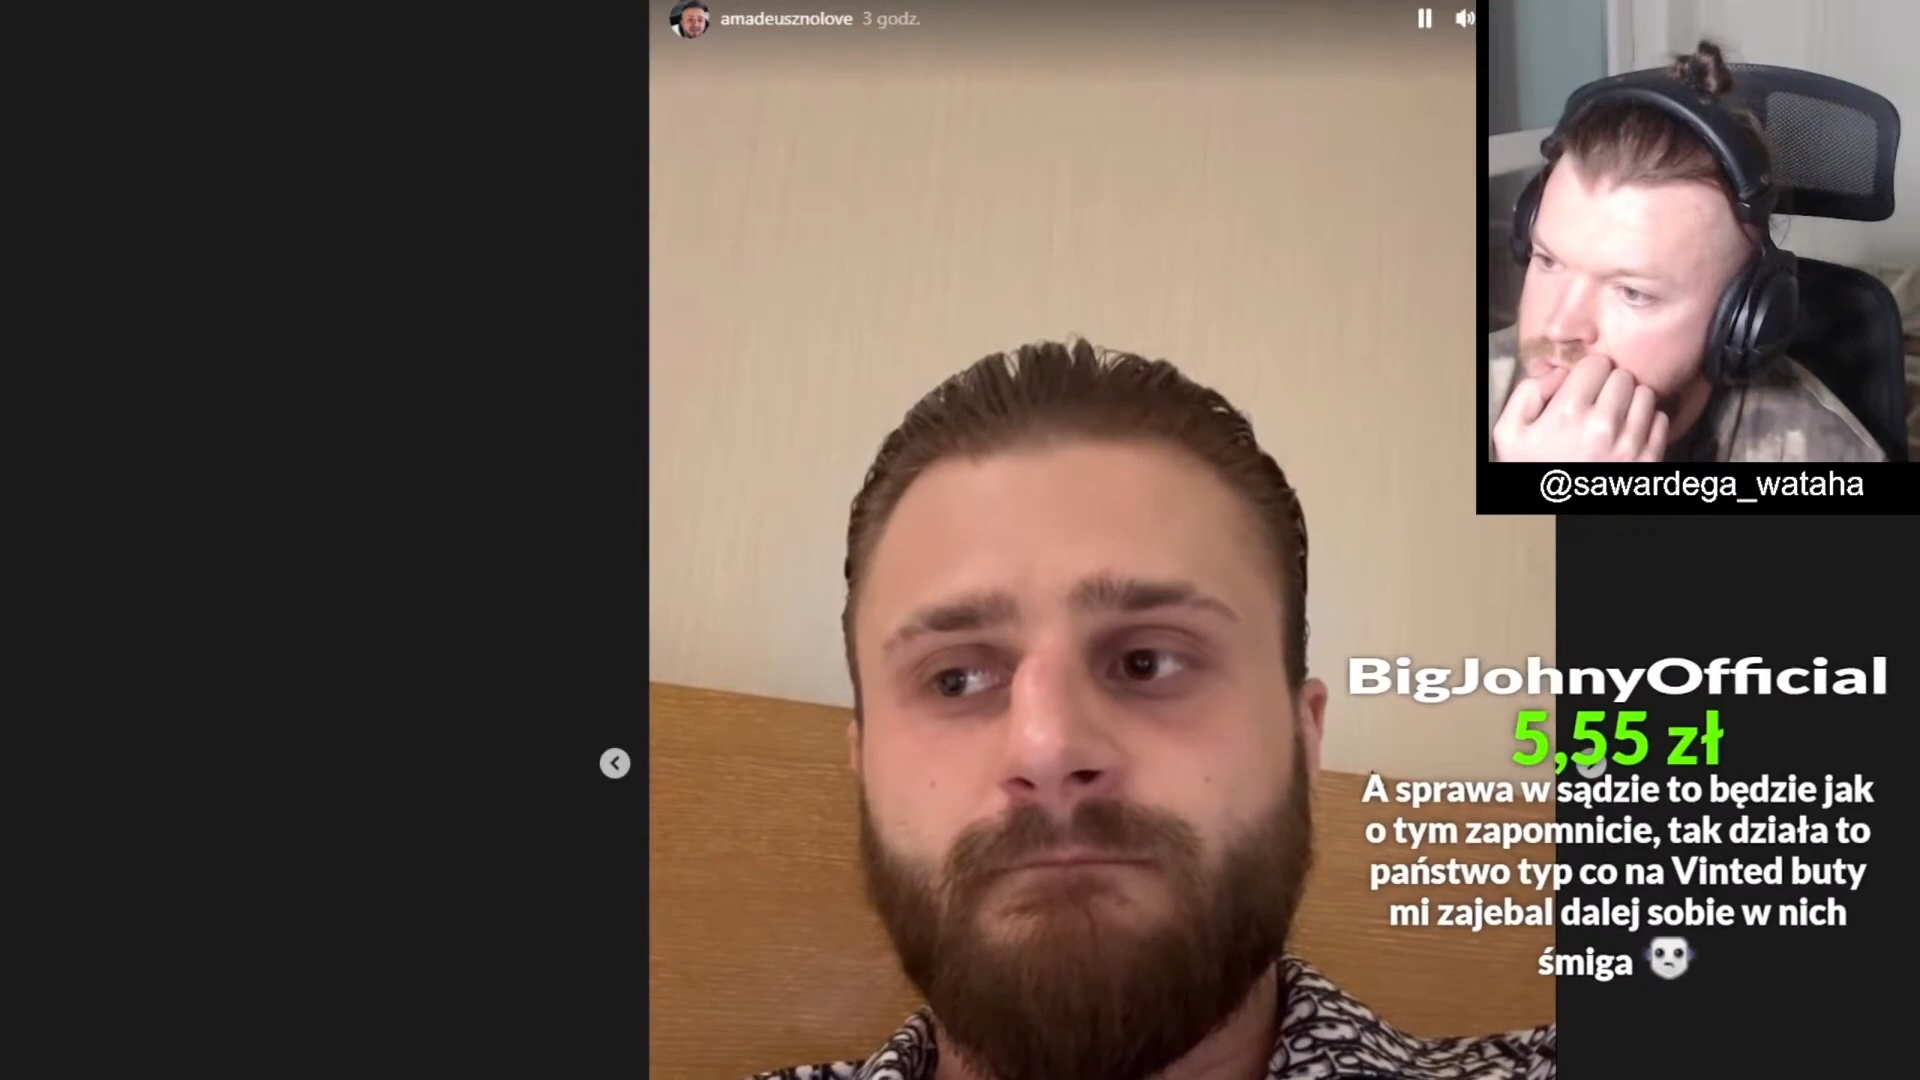 amadeusznolove 3 godz.
@sawardega_wataha
BigJohnyOfficial
5,55 zł
A sprawa w sądzie to będzie jak
o tym zapomnicie, tak działa to
państwo typ co na Vinted buty
mi zajebal dalej sobie w nich
śmiga